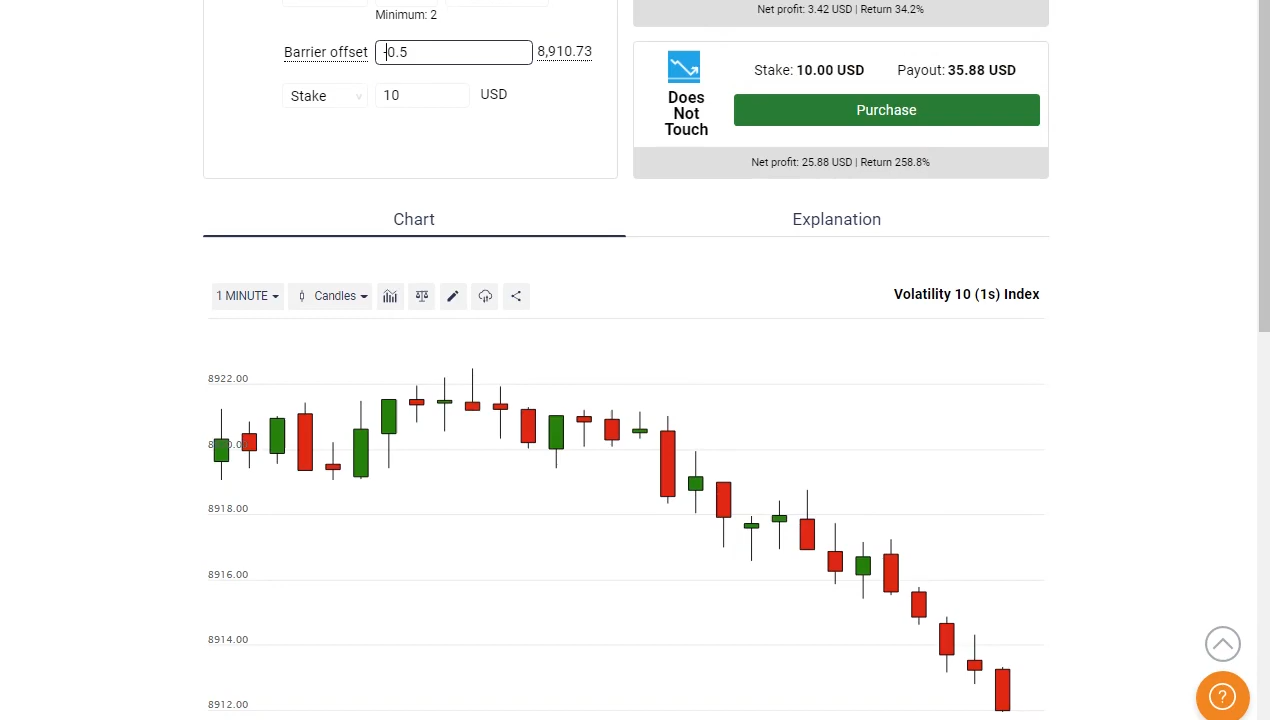 Minimum: 2
Net profit: 3.42 USD | Return 34.2%
Barrier offset -0.5 8,910.73
Stake 10 USD
Stake: 10.00 USD Payout: 35.88 USD
Does
Not
Touch
Purchase
Net profit: 25.88 USD | Return 258.8%
Chart Explanation
1 MINUTE Candles
Volatility 10 (1s) Index
8922.00
8918.00
8916.00
8914.00
8912.00